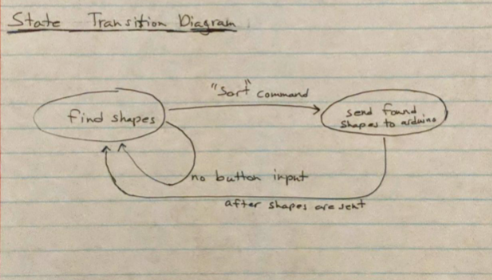 State Transition Diagram
"Sort" command
find shapes
send found
shapes to arduino
no button input
after shapes are sent